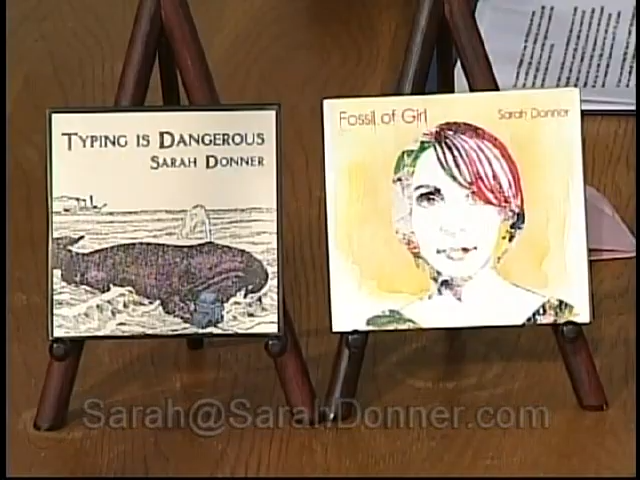 TYPING IS DANGEROUS
SARAH DONNER
Fossil of Girl
Sarah Donner
Sarah@SarahDonner.com